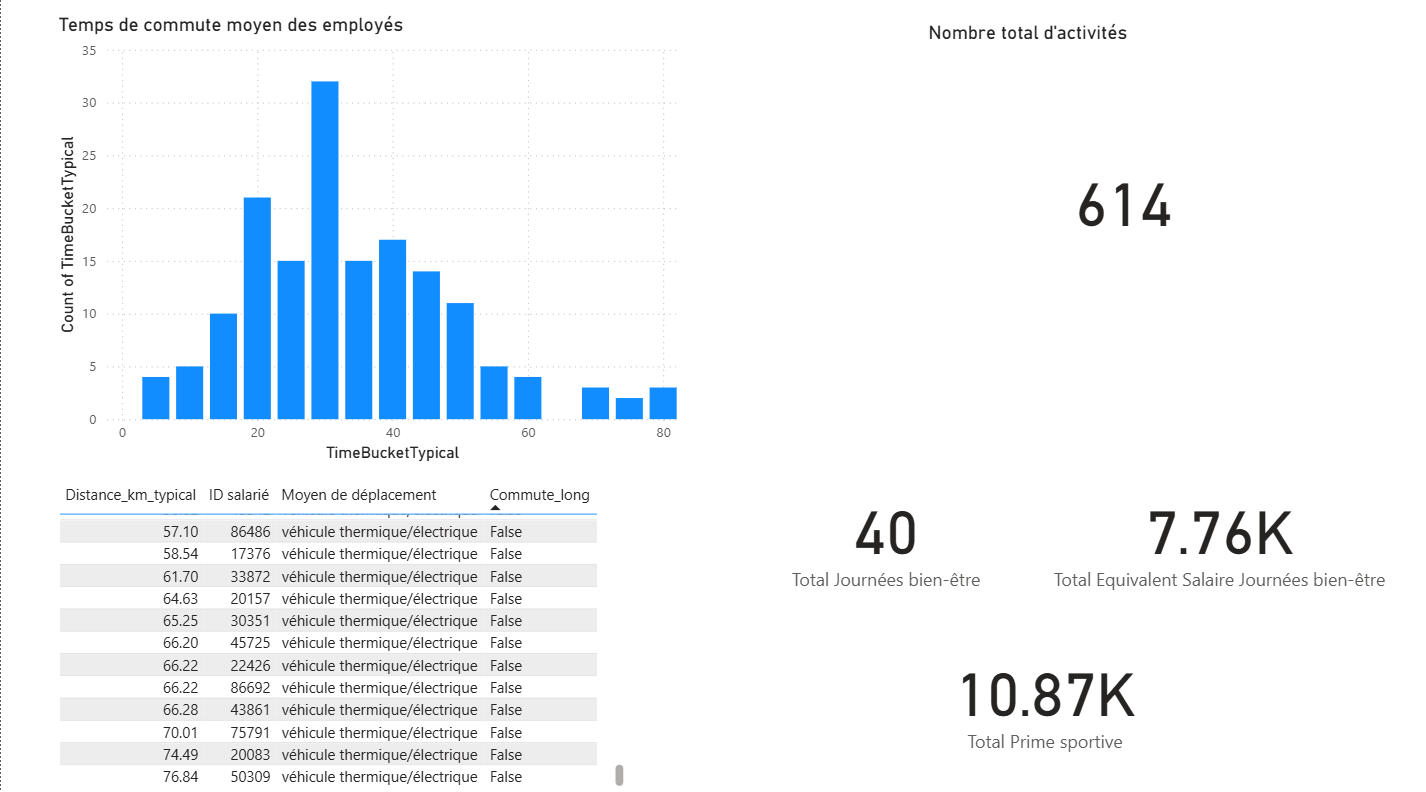 Temps de commute moyen des employés
35
30
25
20
15
10
5
0
Count of TimeBucketTypical
0 20 40 60 80
TimeBucketTypical
Distance_km_typical ID salarié Moyen de déplacement Commute_long
57.10 86486 véhicule thermique/électrique False
58.54 17376 véhicule thermique/électrique False
61.70 33872 véhicule thermique/électrique False
64.63 20157 véhicule thermique/électrique False
65.25 30351 véhicule thermique/électrique False
66.20 45725 véhicule thermique/électrique False
66.22 22426 véhicule thermique/électrique False
66.22 86692 véhicule thermique/électrique False
66.28 43861 véhicule thermique/électrique False
70.01 75791 véhicule thermique/électrique False
74.49 20083 véhicule thermique/électrique False
76.84 50309 véhicule thermique/électrique False
Nombre total d'activités
614
40
Total Journées bien-être
7.76K
Total Equivalent Salaire Journées bien-être
10.87K
Total Prime sportive